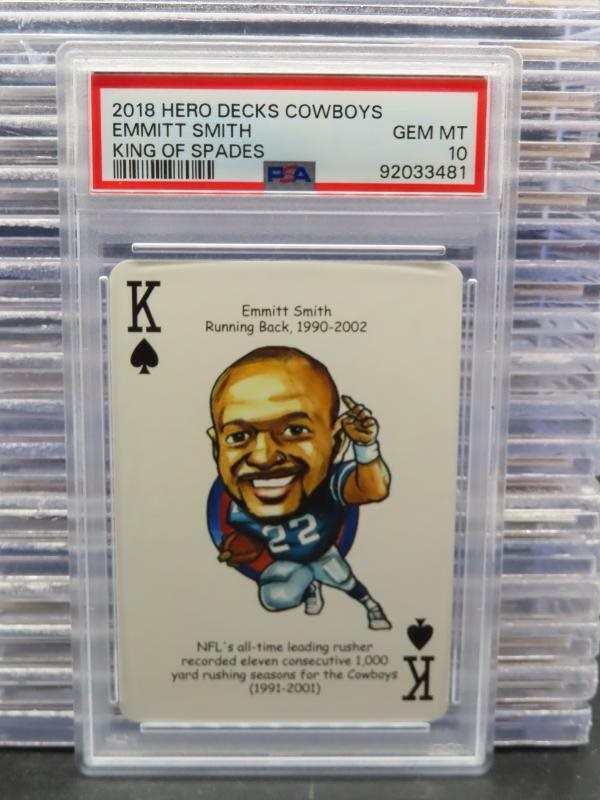 2018 HERO DECKS COWBOYS
EMMITT SMITH GEM MT
KING OF SPADES 10
PSA 92033481
K
Emmitt Smith
Running Back, 1990-2002
22
NFL's all-time leading rusher
recorded eleven consecutive 1,000
yard rushing seasons for the Cowboys
(1991-2001)
K